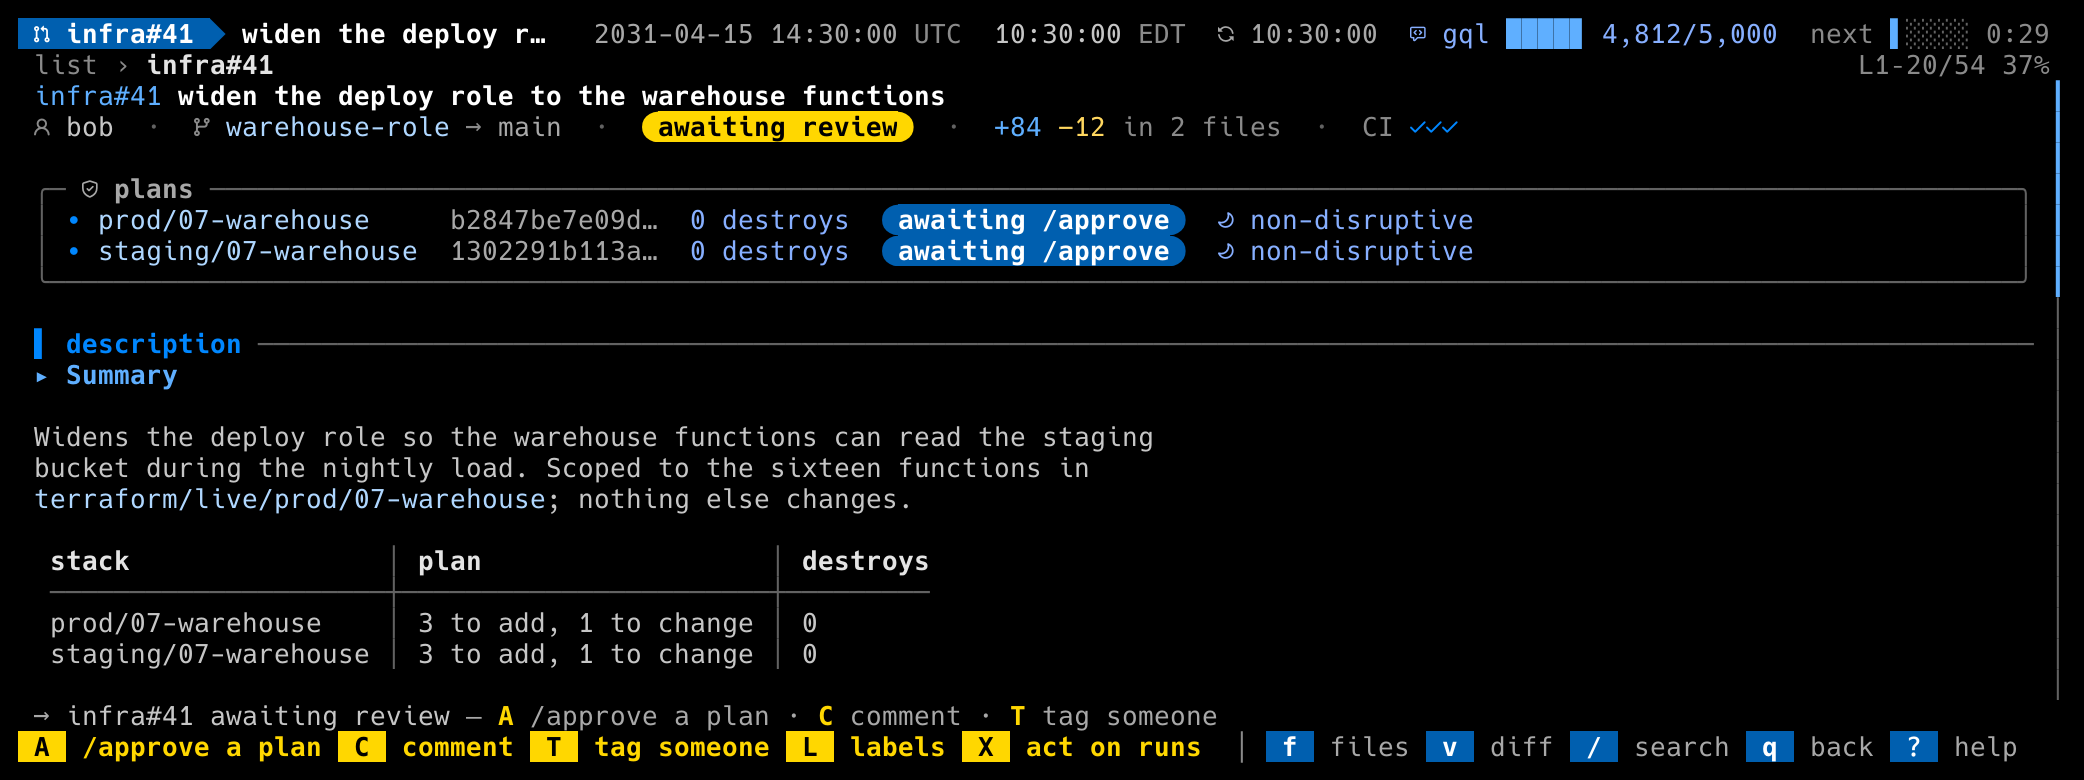 infra#41 widen the deploy r… 2031-04-15 14:30:00 UTC 10:30:00 EDT 10:30:00 gql 4,812/5,000 next 0:29
list › infra#41 L1-20/54 37%
infra#41 widen the deploy role to the warehouse functions
bob · warehouse-role → main · awaiting review · +84 −12 in 2 files · CI ✓✓✓
plans
• prod/07-warehouse b2847be7e09d… 0 destroys awaiting /approve non-disruptive
• staging/07-warehouse 1302291b113a… 0 destroys awaiting /approve non-disruptive
description
▸ Summary
Widens the deploy role so the warehouse functions can read the staging
bucket during the nightly load. Scoped to the sixteen functions in
terraform/live/prod/07-warehouse; nothing else changes.
stack │ plan │ destroys
prod/07-warehouse │ 3 to add, 1 to change │ 0
staging/07-warehouse │ 3 to add, 1 to change │ 0
→ infra#41 awaiting review — A /approve a plan · C comment · T tag someone
A /approve a plan C comment T tag someone L labels X act on runs │ f files v diff / search q back ? help